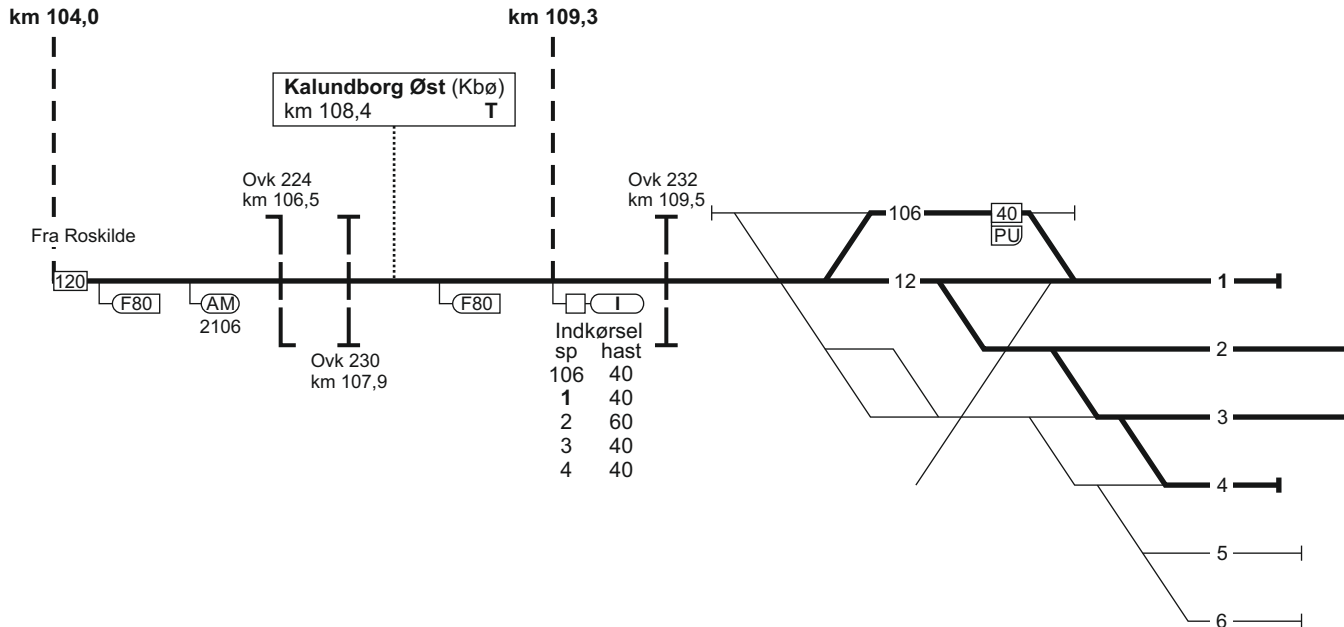 km 104,0
km 109,3
Kalundborg Øst (Kbø)
km 108,4 T
Ovk 224
km 106,5
Ovk 232
km 109,5
Fra Roskilde
106
40
PU
120
12
1
F80
AM
2106
F80
I
Ovk 230
km 107,9
Indkørsel
sp hast
106 40
1 40
2 60
3 40
4 40
2
3
4
5
6